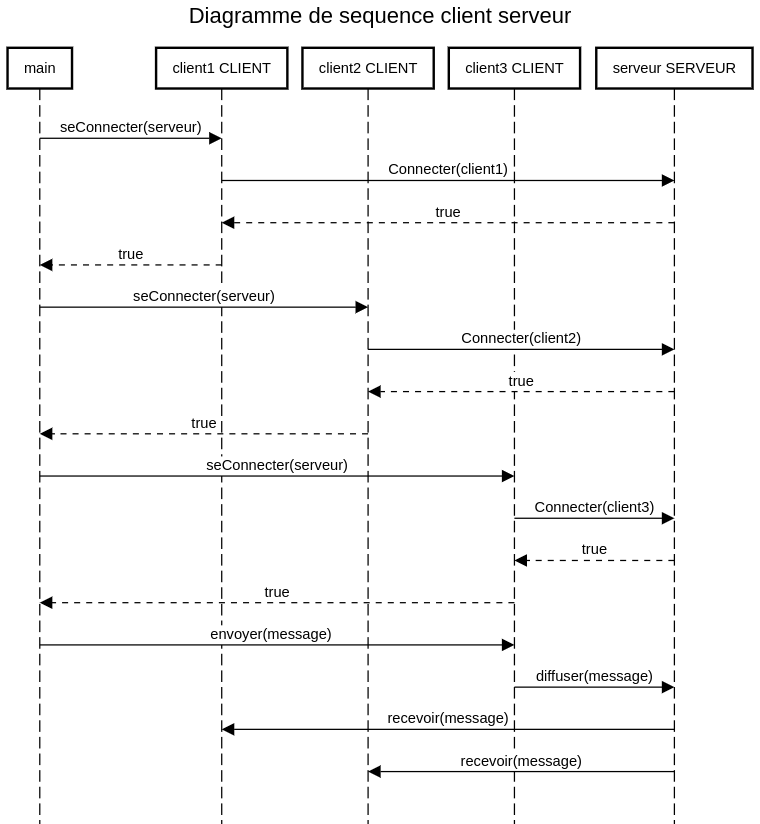 Diagramme de sequence client serveur
main
client1 CLIENT
client2 CLIENT
client3 CLIENT
serveur SERVEUR
seConnecter(serveur)
Connecter(client1)
true
true
seConnecter(serveur)
Connecter(client2)
true
true
seConnecter(serveur)
Connecter(client3)
true
true
envoyer(message)
diffuser(message)
recevoir(message)
recevoir(message)